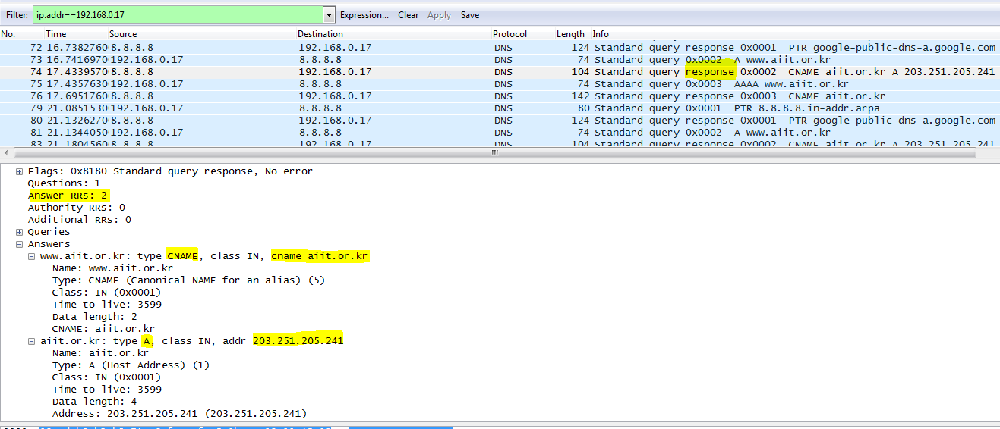 Filter: ip.addr==192.168.0.17 Expression... Clear Apply Save
No. Time Source Destination Protocol Length Info
72 16.7382760 8.8.8.8 192.168.0.17 DNS 124 Standard query response 0x0001 PTR google-public-dns-a.google.com
73 16.7416970 192.168.0.17 8.8.8.8 DNS 74 Standard query 0x0002 A www.aiit.or.kr
74 17.4339570 8.8.8.8 192.168.0.17 DNS 104 Standard query response 0x0002 CNAME aiit.or.kr A 203.251.205.241
75 17.4357630 192.168.0.17 8.8.8.8 DNS 74 Standard query 0x0003 AAAA www.aiit.or.kr
76 17.6951760 8.8.8.8 192.168.0.17 DNS 142 Standard query response 0x0003 CNAME aiit.or.kr
79 21.0851530 192.168.0.17 8.8.8.8 DNS 80 Standard query 0x0001 PTR 8.8.8.8.in-addr.arpa
80 21.1326270 8.8.8.8 192.168.0.17 DNS 124 Standard query response 0x0001 PTR google-public-dns-a.google.com
81 21.1344050 192.168.0.17 8.8.8.8 DNS 74 Standard query 0x0002 A www.aiit.or.kr
83 21.1804560 8.8.8.8 192.168.0.17 DNS 104 Standard query response 0x0002 CNAME aiit.or.kr A 203.251.205.241
Flags: 0x8180 Standard query response, No error
Questions: 1
Answer RRs: 2
Authority RRs: 0
Additional RRs: 0
Queries
Answers
www.aiit.or.kr: type CNAME, class IN, cname aiit.or.kr
Name: www.aiit.or.kr
Type: CNAME (Canonical NAME for an alias) (5)
Class: IN (0x0001)
Time to live: 3599
Data length: 2
CNAME: aiit.or.kr
aiit.or.kr: type A, class IN, addr 203.251.205.241
Name: aiit.or.kr
Type: A (Host Address) (1)
Class: IN (0x0001)
Time to live: 3599
Data length: 4
Address: 203.251.205.241 (203.251.205.241)